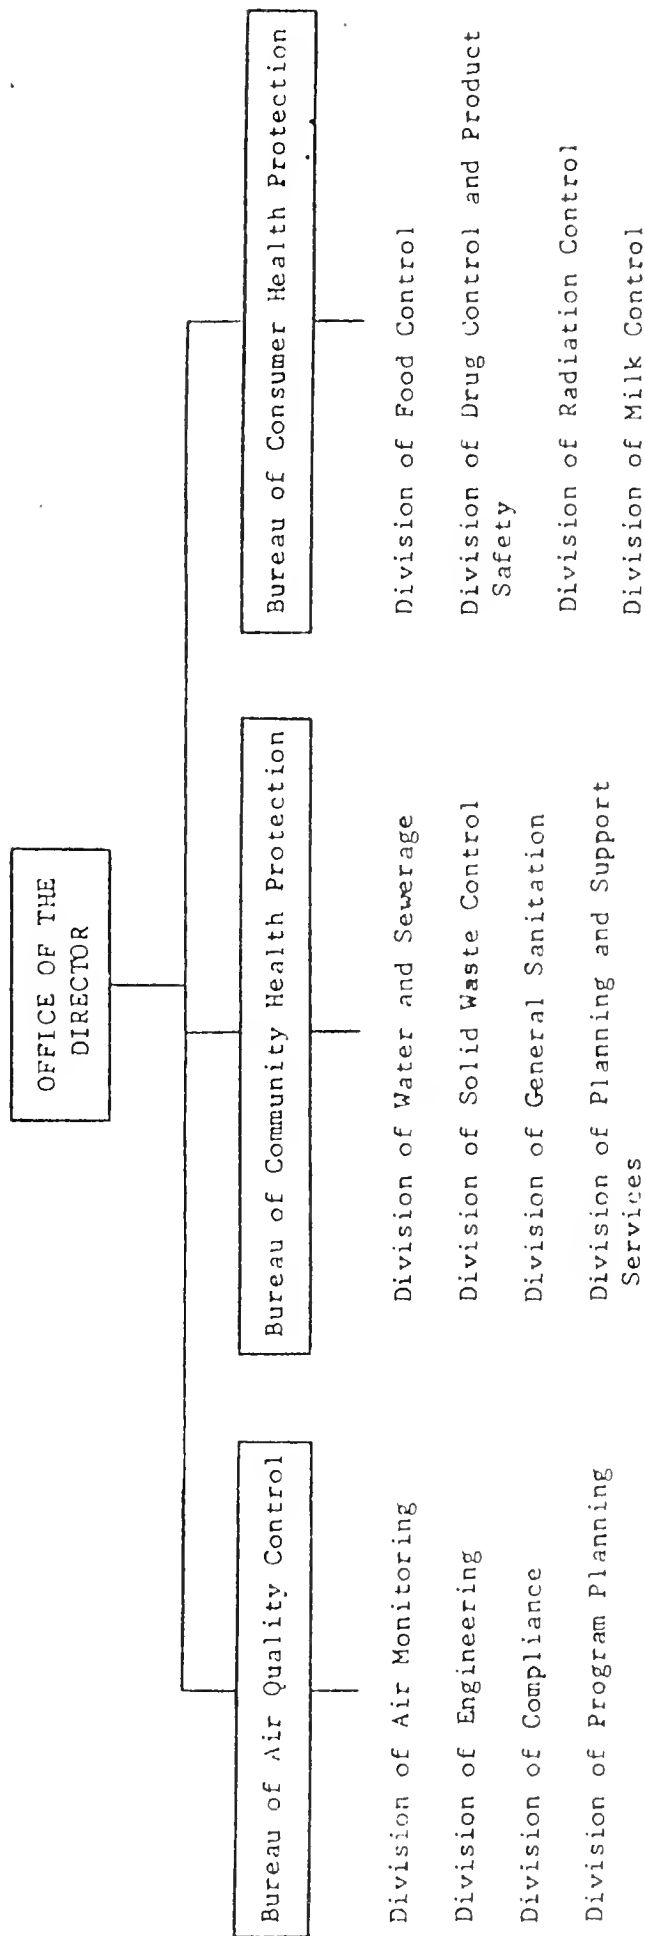 OFFICE OF THE
DIRECTOR
Bureau of Air Quality Control
Division of Air Monitoring
Division of Engineering
Division of Compliance
Division of Program Planning
Bureau of Community Health Protection
Division of Water and Sewerage
Division of Solid Waste Control
Division of General Sanitation
Division of Planning and Support
Services
Bureau of Consumer Health Protection
Division of Food Control
Division of Drug Control and Product
Safety
Division of Radiation Control
Division of Milk Control